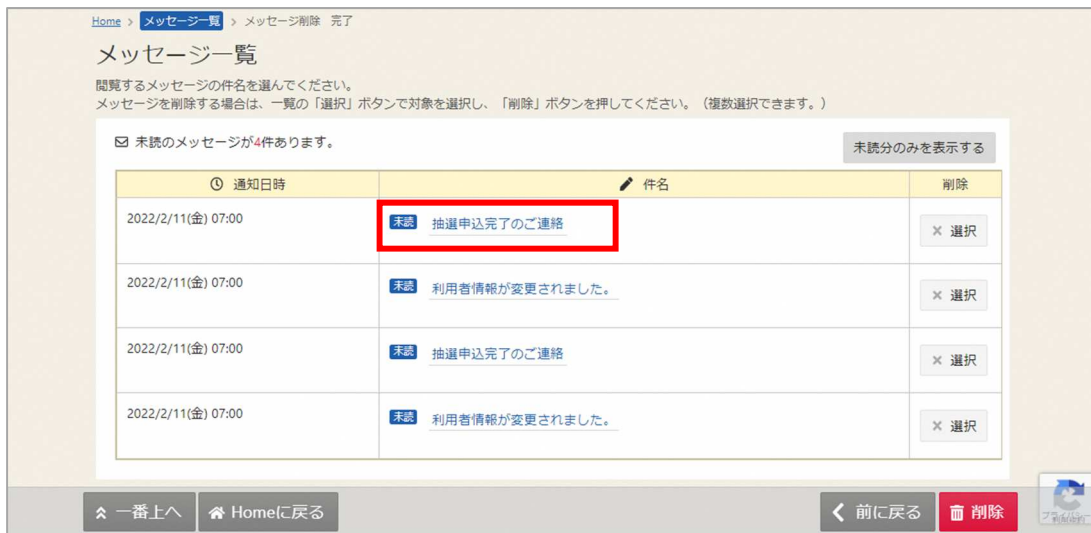 Home > メッセージ一覧 > メッセージ削除 完了
メッセージ一覧
閲覧するメッセージの件名を選んでください。
メッセージを削除する場合は、一覧の「選択」ボタンで対象を選択し、「削除」ボタンを押してください。（複数選択できます。）
未読のメッセージが4件あります。
未読分のみを表示する
通知日時 件名 削除
2022/2/11(金) 07:00 未読 抽選申込完了のご連絡 × 選択
2022/2/11(金) 07:00 未読 利用者情報が変更されました。 × 選択
2022/2/11(金) 07:00 未読 抽選申込完了のご連絡 × 選択
2022/2/11(金) 07:00 未読 利用者情報が変更されました。 × 選択
一番上へ Homeに戻る 前に戻る 削除
プライバシー
利用規約